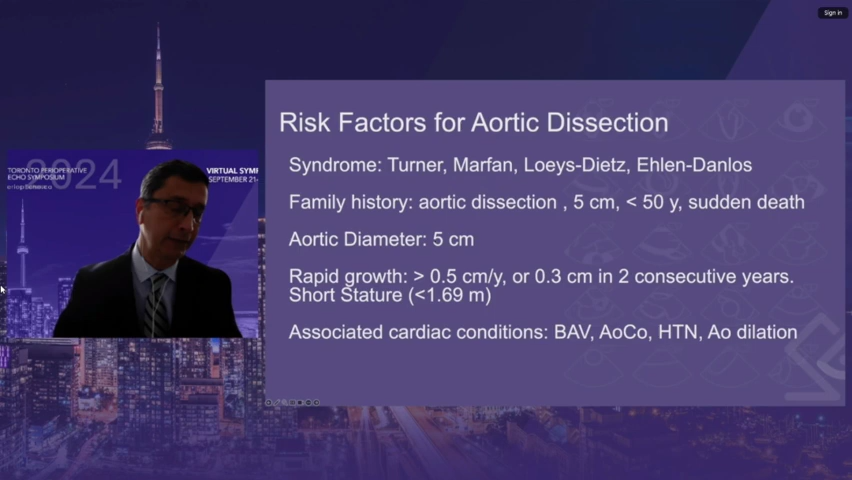 Sign in
Risk Factors for Aortic Dissection
Syndrome: Turner, Marfan, Loeys-Dietz, Ehlen-Danlos
Family history: aortic dissection , 5 cm, < 50 y, sudden death
Aortic Diameter: 5 cm
Rapid growth: > 0.5 cm/y, or 0.3 cm in 2 consecutive years.
Short Stature (<1.69 m)
Associated cardiac conditions: BAV, AoCo, HTN, Ao dilation
TORONTO PERIOPERATIVE
ECHO SYMPOSIUM
2024
VIRTUAL SYMP
SEPTEMBER 21-